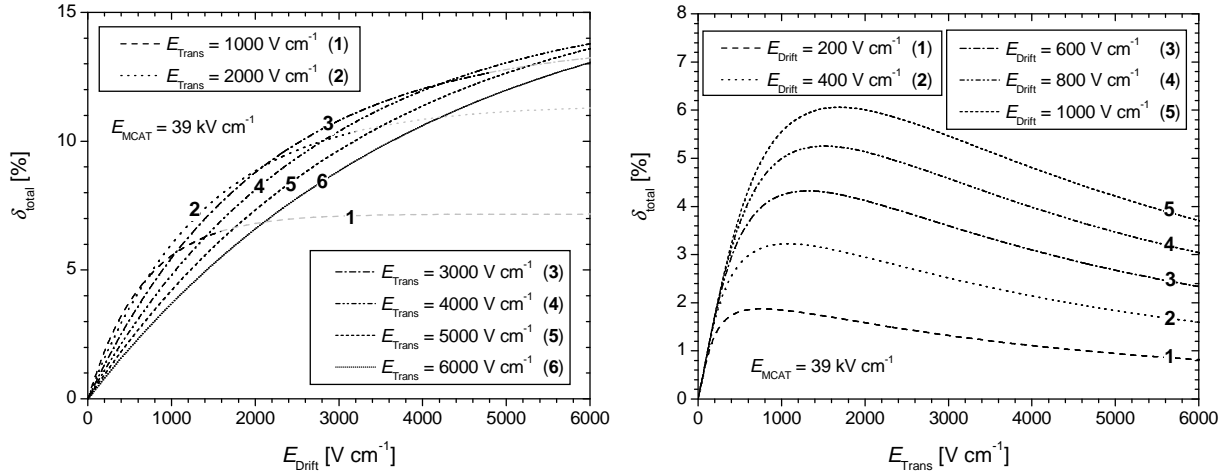 E_Trans = 1000 V cm⁻¹ (1)
E_Trans = 2000 V cm⁻¹ (2)
E_MCAT = 39 kV cm⁻¹
E_Trans = 3000 V cm⁻¹ (3)
E_Trans = 4000 V cm⁻¹ (4)
E_Trans = 5000 V cm⁻¹ (5)
E_Trans = 6000 V cm⁻¹ (6)
1
2
3
4
5
6
15
10
5
0
δ_total [%]
0 1000 2000 3000 4000 5000 6000
E_Drift [V cm⁻¹]
E_Drift = 200 V cm⁻¹ (1)
E_Drift = 400 V cm⁻¹ (2)
E_Drift = 600 V cm⁻¹ (3)
E_Drift = 800 V cm⁻¹ (4)
E_Drift = 1000 V cm⁻¹ (5)
5
4
3
2
1
E_MCAT = 39 kV cm⁻¹
8
7
6
5
4
3
2
1
0
δ_total [%]
0 1000 2000 3000 4000 5000 6000
E_Trans [V cm⁻¹]